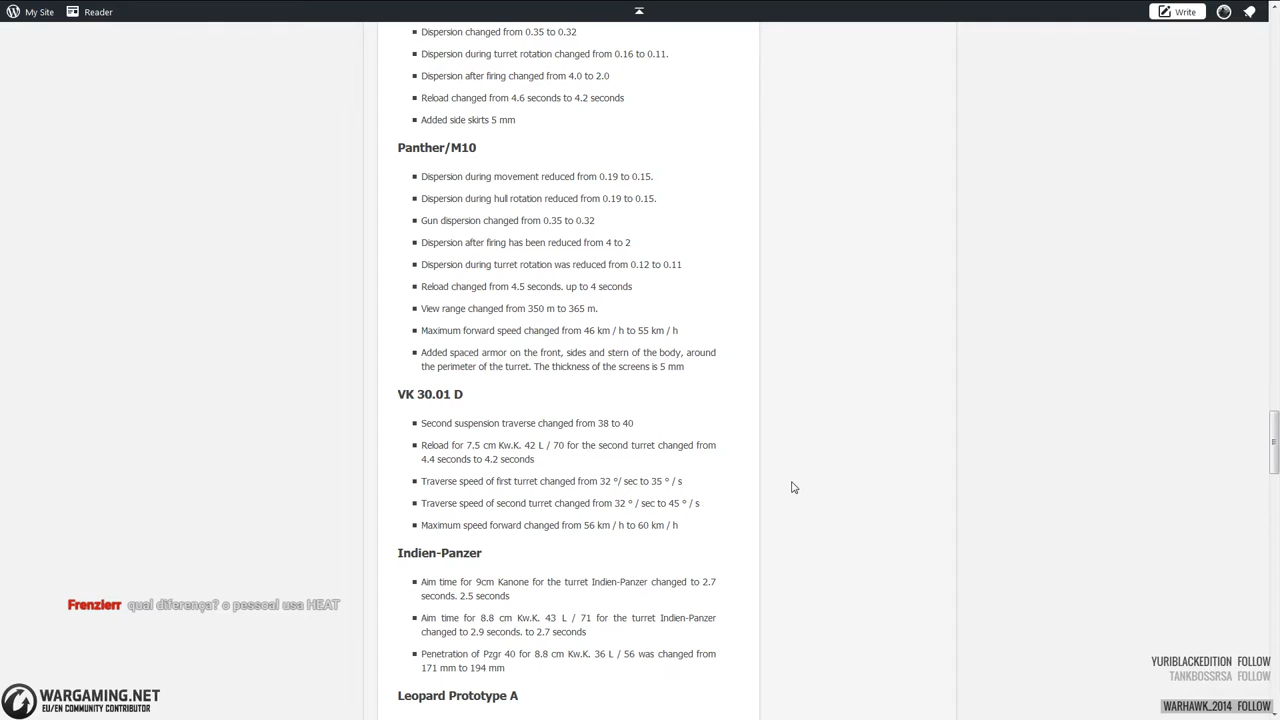 My Site
Reader
Write
Dispersion changed from 0.35 to 0.32
Dispersion during turret rotation changed from 0.16 to 0.11.
Dispersion after firing changed from 4.0 to 2.0
Reload changed from 4.6 seconds to 4.2 seconds
Added side skirts 5 mm
Panther/M10
Dispersion during movement reduced from 0.19 to 0.15.
Dispersion during hull rotation reduced from 0.19 to 0.15.
Gun dispersion changed from 0.35 to 0.32
Dispersion after firing has been reduced from 4 to 2
Dispersion during turret rotation was reduced from 0.12 to 0.11
Reload changed from 4.5 seconds. up to 4 seconds
View range changed from 350 m to 365 m.
Maximum forward speed changed from 46 km / h to 55 km / h
Added spaced armor on the front, sides and stern of the body, around
the perimeter of the turret. The thickness of the screens is 5 mm
VK 30.01 D
Second suspension traverse changed from 38 to 40
Reload for 7.5 cm Kw.K. 42 L / 70 for the second turret changed from
4.4 seconds to 4.2 seconds
Traverse speed of first turret changed from 32 °/ sec to 35 ° / s
Traverse speed of second turret changed from 32 ° / sec to 45 ° / s
Maximum speed forward changed from 56 km / h to 60 km / h
Indien-Panzer
Aim time for 9cm Kanone for the turret Indien-Panzer changed to 2.7
seconds. 2.5 seconds
Aim time for 8.8 cm Kw.K. 43 L / 71 for the turret Indien-Panzer
changed to 2.9 seconds. to 2.7 seconds
Penetration of Pzgr 40 for 8.8 cm Kw.K. 36 L / 56 was changed from
171 mm to 194 mm
Leopard Prototype A
Frenzlerr qual diferença? o pessoal usa HEAT
WARGAMING.NET
EU/EN COMMUNITY CONTRIBUTOR
YURIBLACKEDITION FOLLOW
TANKBOSSRSA FOLLOW
WARHAWK_2014 FOLLOW